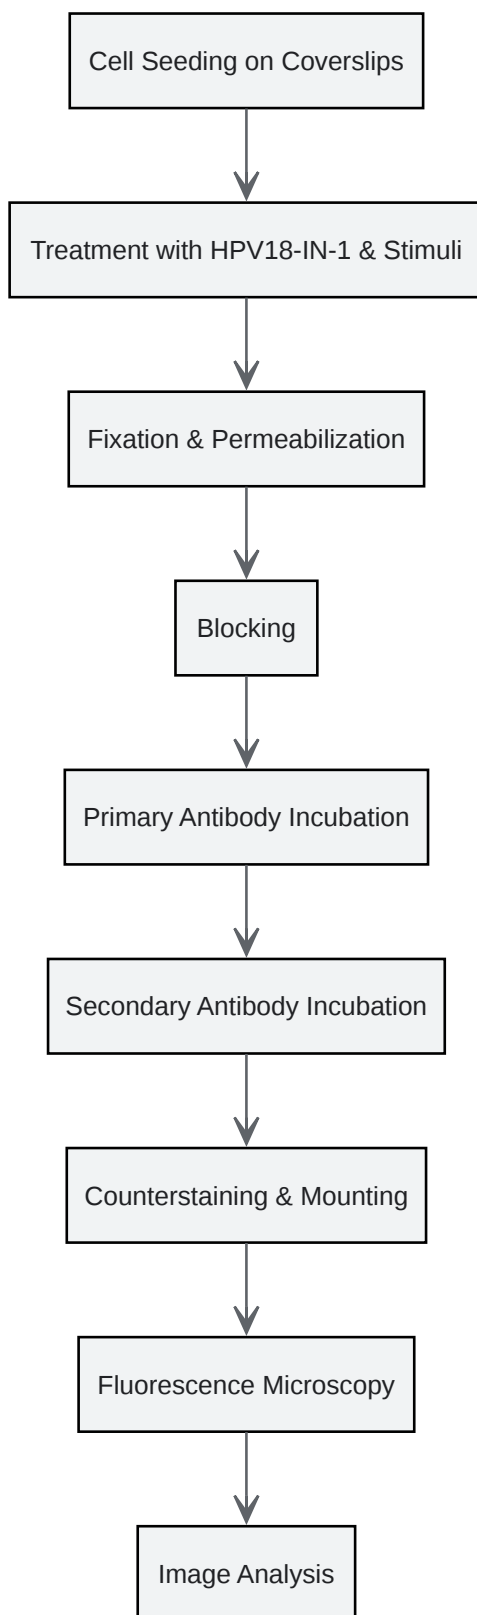 Cell Seeding on Coverslips
Treatment with HPV18-IN-1 & Stimuli
Fixation & Permeabilization
Blocking
Primary Antibody Incubation
Secondary Antibody Incubation
Counterstaining & Mounting
Fluorescence Microscopy
Image Analysis